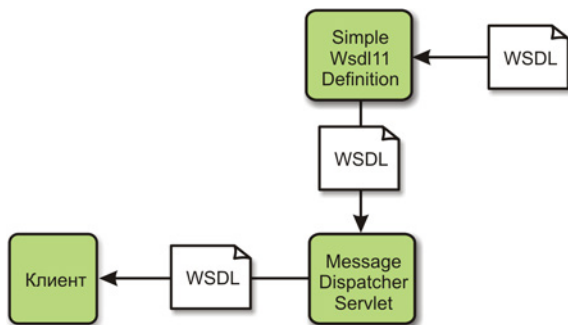 Simple
Wsdl11
Definition
WSDL
WSDL
Клиент
WSDL
Message
Dispatcher
Servlet